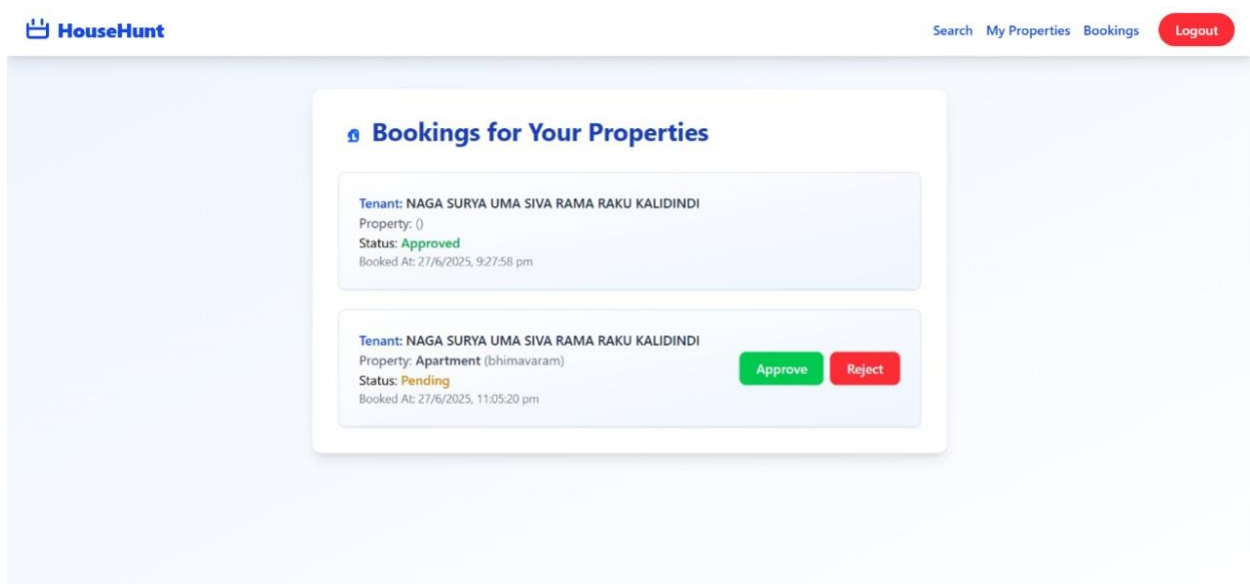 HouseHunt
Search My Properties Bookings Logout
Bookings for Your Properties
Tenant: NAGA SURYA UMA SIVA RAMA RAKU KALIDINDI
Property: ()
Status: Approved
Booked At: 27/6/2025, 9:27:58 pm
Tenant: NAGA SURYA UMA SIVA RAMA RAKU KALIDINDI
Property: Apartment (bhimavaram)
Status: Pending
Booked At: 27/6/2025, 11:05:20 pm
Approve Reject